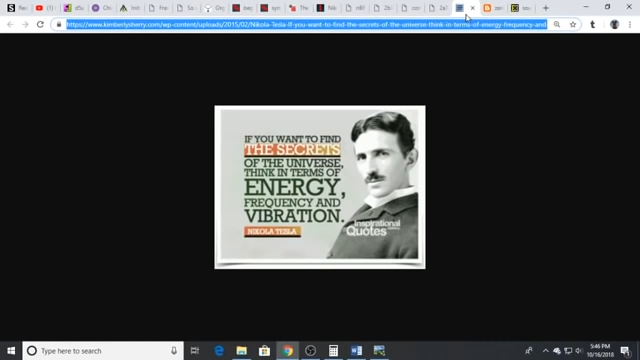 https://www.kimberlysherry.com/wp-content/uploads/2015/02/Nikola-Tesla-If-you-want-to-find-the-secrets-of-the-universe-think-in-terms-of-energy-frequency-and
IF YOU WANT TO FIND
THE SECRETS
OF THE UNIVERSE,
THINK IN TERMS OF
ENERGY,
FREQUENCY AND
VIBRATION.
NIKOLA TESLA
Inspirational
Quotes
Type here to search
5:46 PM
10/16/2018